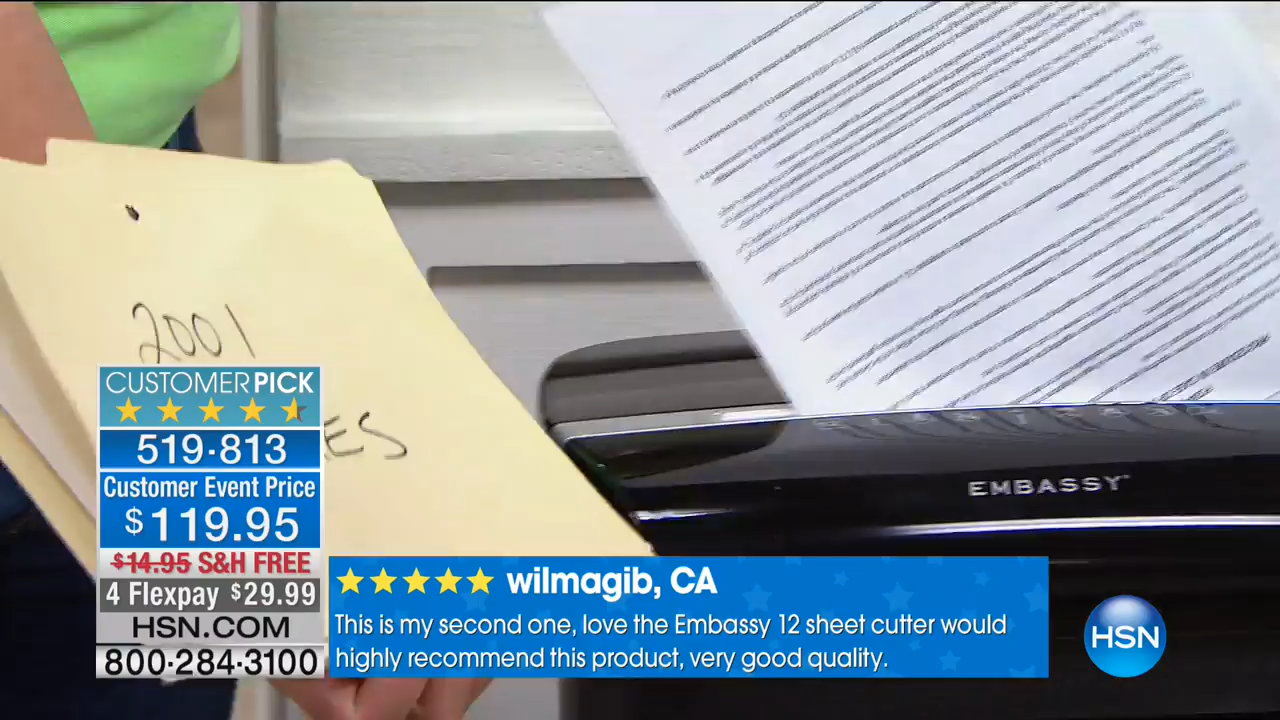 2001
ES
EMBASSY
CUSTOMER PICK
519·813
Customer Event Price
$119.95
$14.95 S&H FREE
4 Flexpay $29.99
HSN.COM
800·284·3100
wilmagib, CA
This is my second one, love the Embassy 12 sheet cutter would
highly recommend this product, very good quality.
HSN